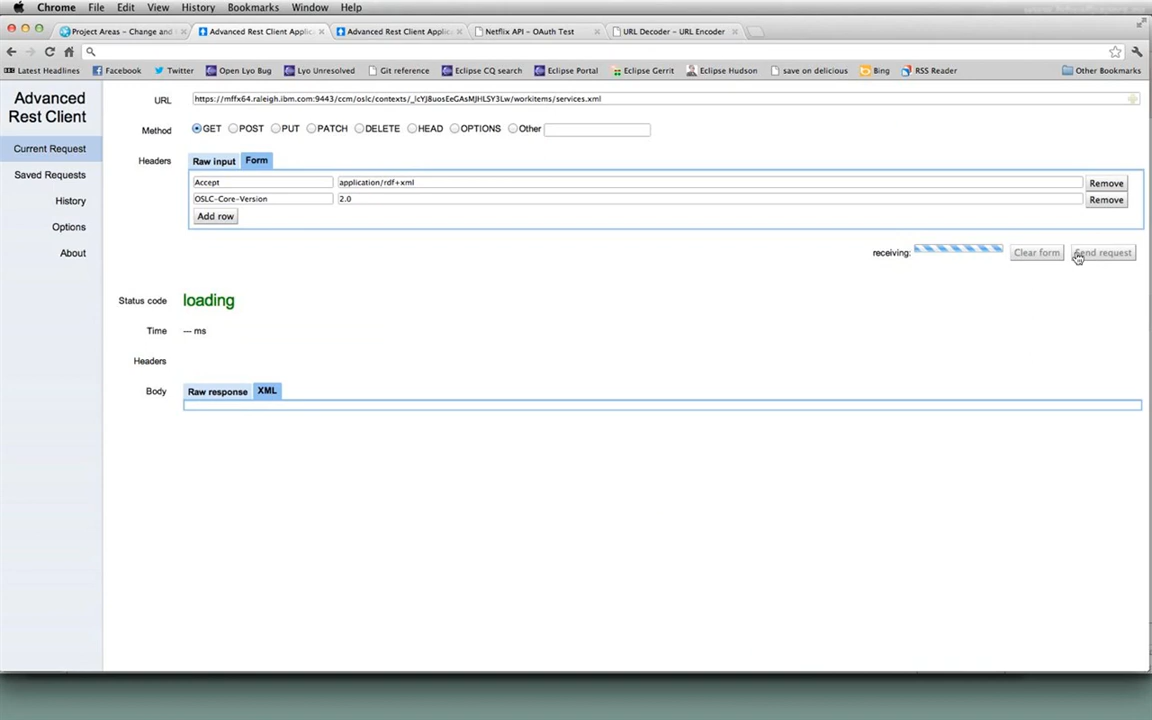 Chrome File Edit View History Bookmarks Window Help
Project Areas – Change and
Advanced Rest Client Applic
Advanced Rest Client Applic
Netflix API – OAuth Test
URL Decoder – URL Encoder
Latest Headlines Facebook Twitter Open Lyo Bug Lyo Unresolved Git reference Eclipse CQ search Eclipse Portal Eclipse Gerrit Eclipse Hudson save on delicious Bing RSS Reader Other Bookmarks
Advanced
Rest Client
Current Request
Saved Requests
History
Options
About
URL
Method GET POST PUT PATCH DELETE HEAD OPTIONS Other
Headers Raw input Form
Accept application/rdf+xml Remove
OSLC-Core-Version 2.0 Remove
Add row
receiving: Clear form Send request
Status code loading
Time --- ms
Headers
Body Raw response XML